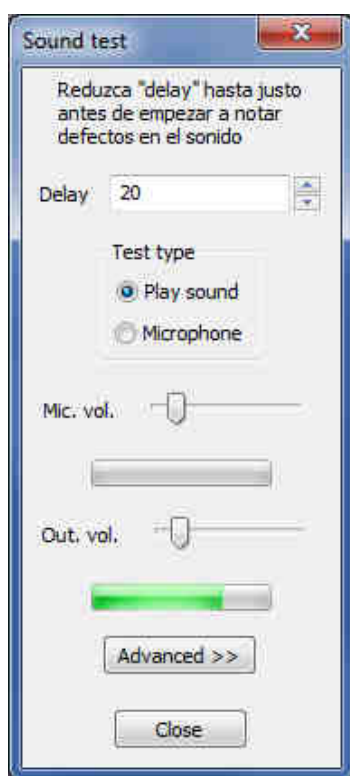 Sound test
Reduzca "delay" hasta justo
antes de empezar a notar
defectos en el sonido
Delay 20
Test type
Play sound
Microphone
Mic. vol.
Out. vol.
Advanced >>
Close